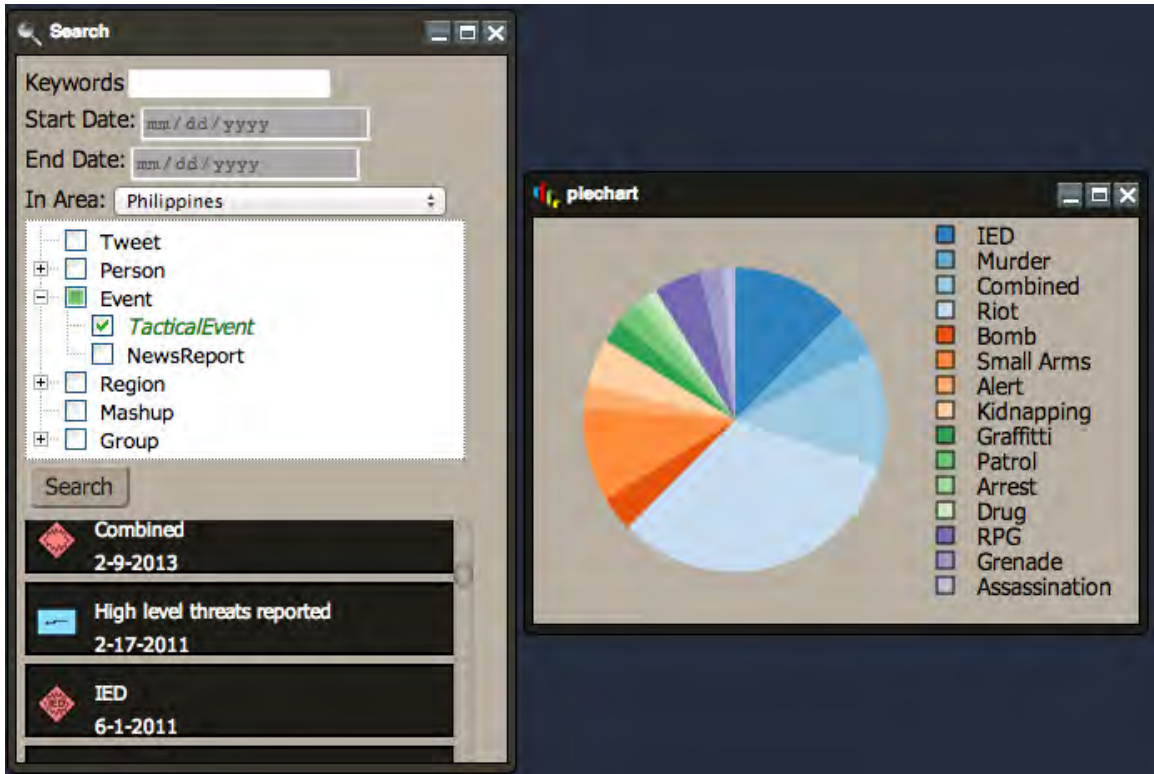 Search
Keywords
Start Date: mm/dd/yyyy
End Date: mm/dd/yyyy
In Area: Philippines
Tweet
Person
Event
TacticalEvent
NewsReport
Region
Mashup
Group
Search
Combined
2-9-2013
High level threats reported
2-17-2011
IED
IED
6-1-2011
piechart
IED
Murder
Combined
Riot
Bomb
Small Arms
Alert
Kidnapping
Graffitti
Patrol
Arrest
Drug
RPG
Grenade
Assassination